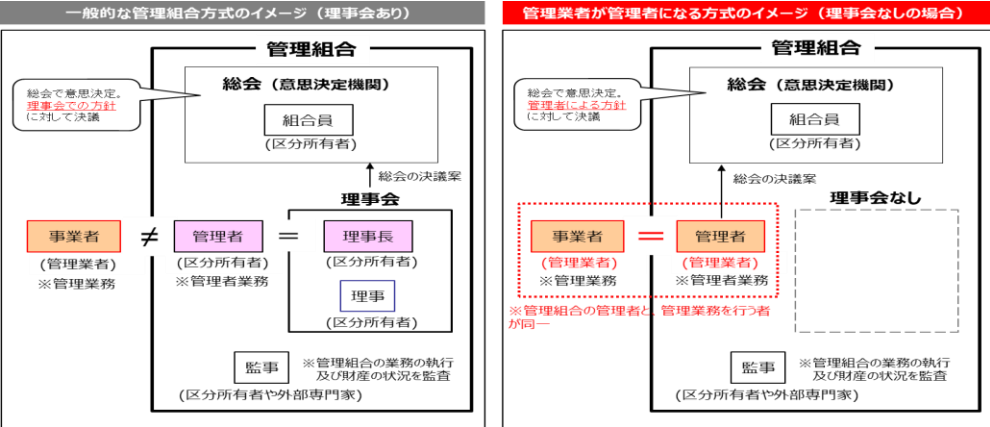 一般的な管理組合方式のイメージ（理事会あり）
管理組合
総会（意思決定機関）
総会で意思決定。
理事会での方針
に対して決議
組合員
(区分所有者)
総会の決議案
理事会
事業者
≠
管理者
＝
理事長
(管理業者)
(区分所有者)
(区分所有者)
※管理業務
※管理者業務
理事
(区分所有者)
監事
※管理組合の業務の執行
及び財産の状況を監査
(区分所有者や外部専門家)
管理業者が管理者になる方式のイメージ（理事会なしの場合）
管理組合
総会（意思決定機関）
総会で意思決定。
管理者による方針
に対して決議
組合員
(区分所有者)
総会の決議案
理事会なし
事業者
＝
管理者
(管理業者)
(管理業者)
※管理業務
※管理者業務
※管理組合の管理者と、管理業務を行う者
が同一
監事
※管理組合の業務の執行
及び財産の状況を監査
(区分所有者や外部専門家)